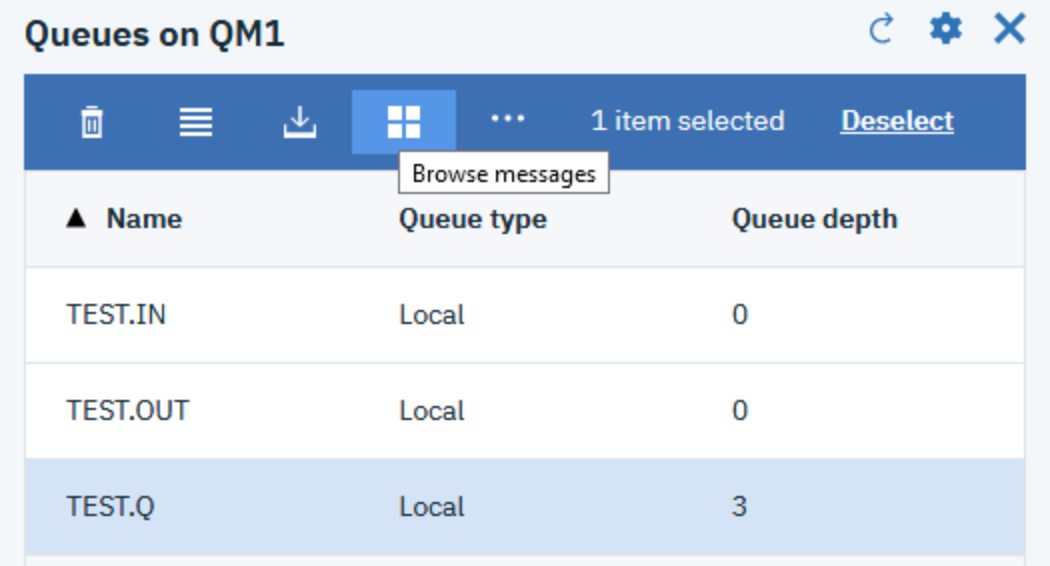 Queues on QM1
1 item selected Deselect
Browse messages
Name Queue type Queue depth
TEST.IN Local 0
TEST.OUT Local 0
TEST.Q Local 3